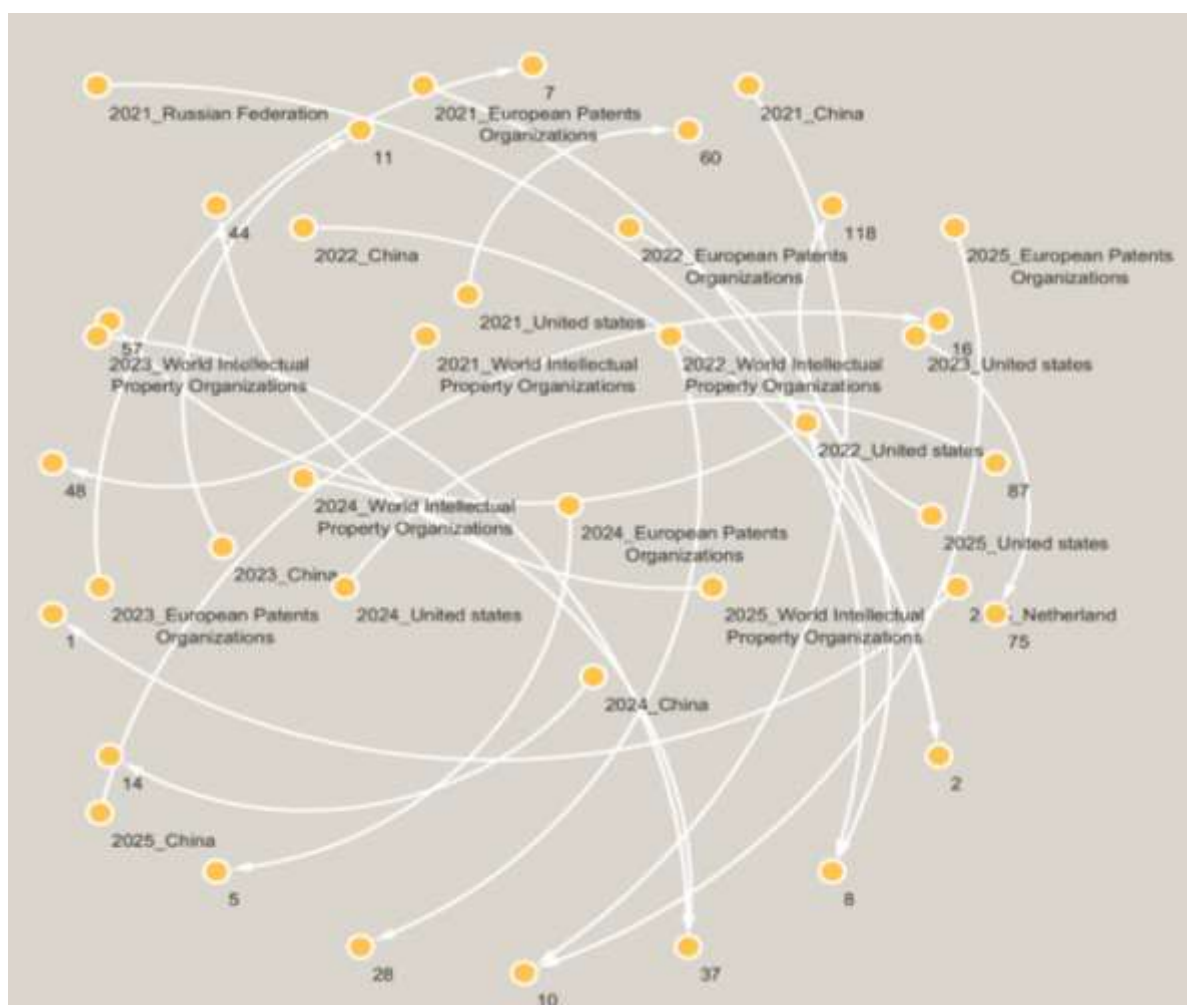 7
2021_Russian Federation
2021_European Patents
Organizations
2021_China
11
60
44
118
2022_China
2022_European Patents
Organizations
2025_European Patents
Organizations
2021_United states
57
16
2023_World Intellectual
Property Organizations
2021_World Intellectual
Property Organizations
2022_World Intellectual
Property Organizations
2023_United states
2022_United states
48
87
2024_World Intellectual
Property Organizations
2024_European Patents
Organizations
2025_United states
2023_China
2023_European Patents
Organizations
2024_United states
2025_World Intellectual
Property Organizations
Netherland
1
75
2024_China
14
2
2025_China
5
8
28
37
10